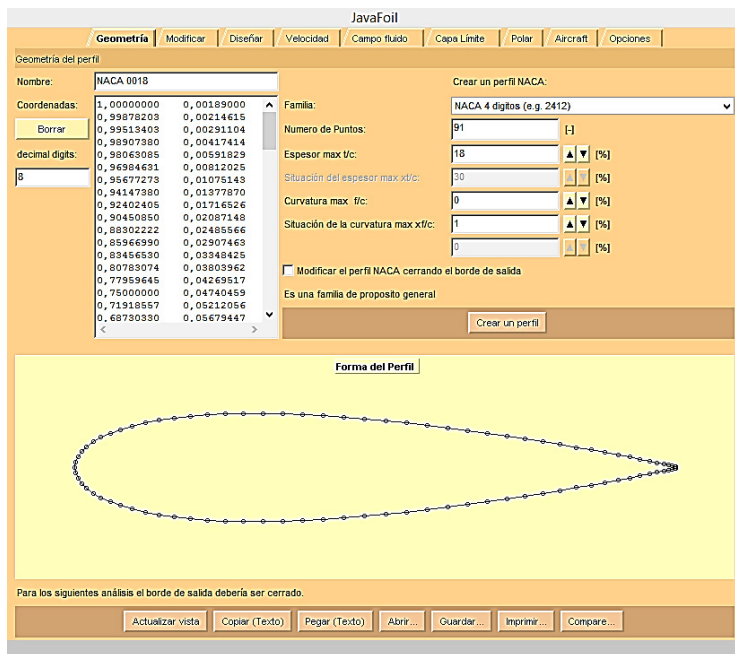 JavaFoil
Geometría Modificar Diseñar Velocidad Campo fluido Capa Límite Polar Aircraft Opciones
Geometría del perfil
Nombre: NACA 0018 Crear un perfil NACA:
Coordenadas:
Borrar
decimal digits:
8
1,00000000 0,00189000
0,99878203 0,00214615
0,99513403 0,00291104
0,98907380 0,00417414
0,98063085 0,00591829
0,96984631 0,00812025
0,95677273 0,01075143
0,94147380 0,01377870
0,92402405 0,01716526
0,90450850 0,02087148
0,88302222 0,02485566
0,85966990 0,02907463
0,83456530 0,03348425
0,80783074 0,03803962
0,77959645 0,04269517
0,75000000 0,04740459
0,71918557 0,05212056
0,68730330 0,05679447
Familia: NACA 4 digitos (e.g. 2412)
Numero de Puntos: 91 [-]
Espesor max t/c: 18 [%]
Situación del espesor max xt/c: 30 [%]
Curvatura max f/c: 0 [%]
Situación de la curvatura max xf/c: 1 [%]
0 [%]
Modificar el perfil NACA cerrando el borde de salida
Es una familia de proposito general
Crear un perfil
Forma del Perfil
Para los siguientes análisis el borde de salida debería ser cerrado.
Actualizar vista Copiar (Texto) Pegar (Texto) Abrir... Guardar... Imprimir... Compare...